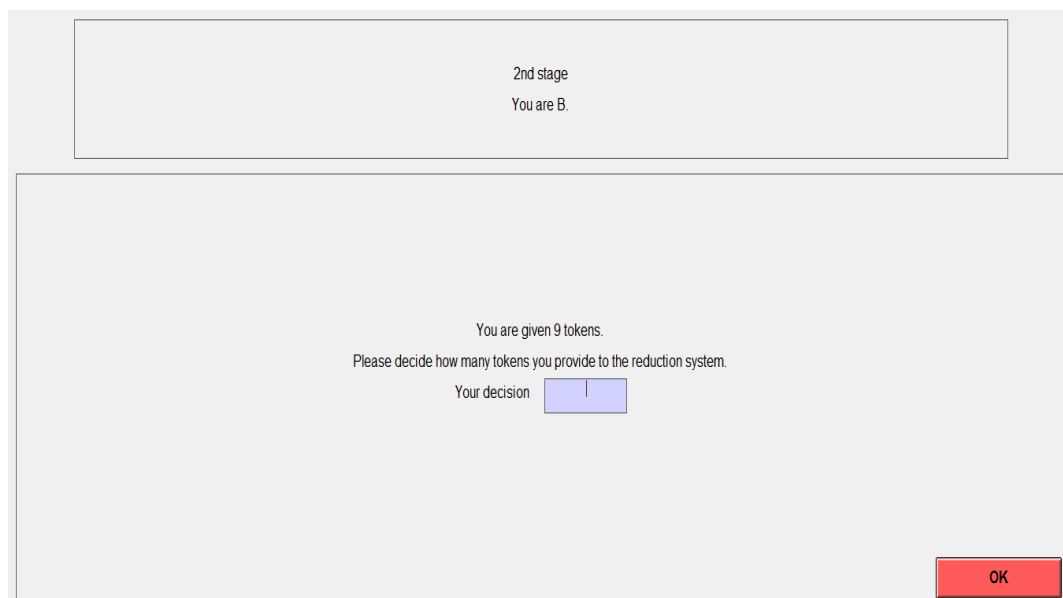 2nd stage
You are B.
You are given 9 tokens.
Please decide how many tokens you provide to the reduction system.
Your decision
OK